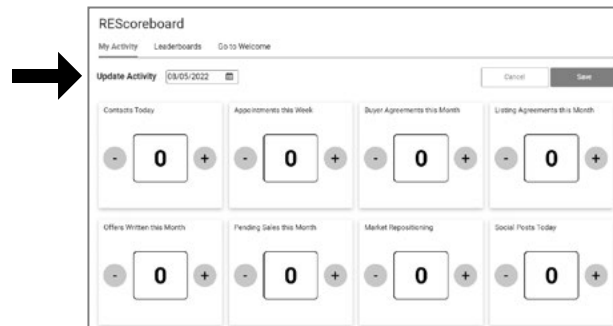 REScoreboard
My Activity Leaderboards Go to Welcome
Update Activity 08/05/2022 Cancel Save
Contacts Today Appointments this Week Buyer Agreements this Month Listing Agreements this Month
- 0 + - 0 + - 0 + - 0 +
Offers Written this Month Pending Sales this Month Market Repositioning Social Posts Today
- 0 + - 0 + - 0 + - 0 +